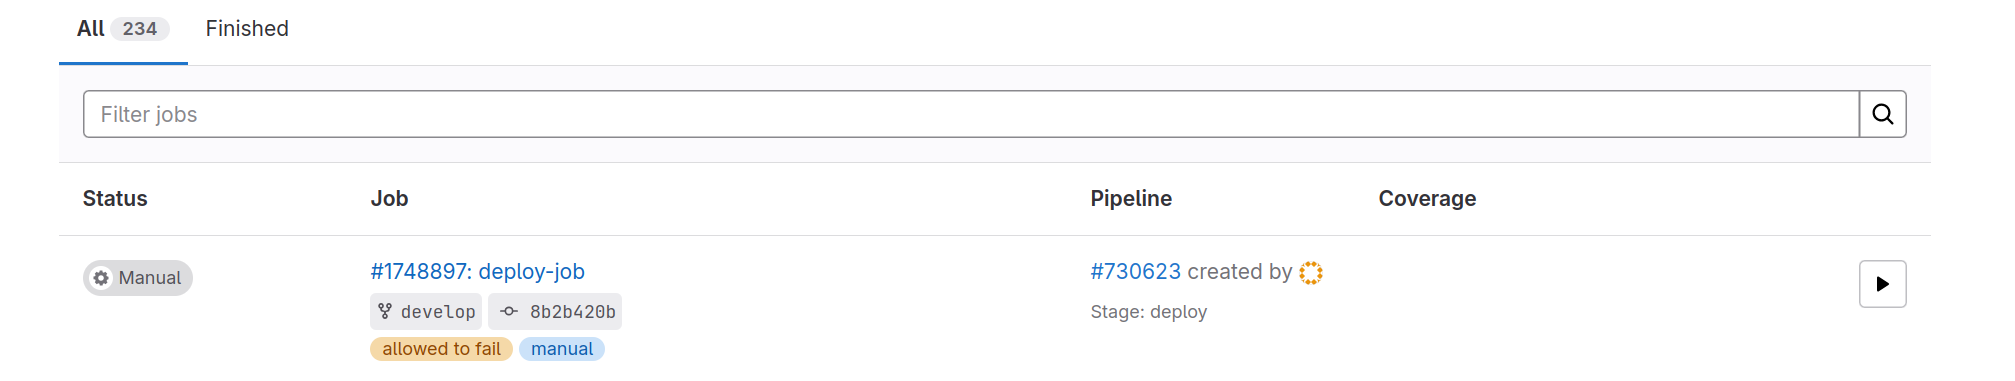 All 234 Finished
Filter jobs
Status Job Pipeline Coverage
Manual #1748897: deploy-job #730623 created by
develop 8b2b420b Stage: deploy
allowed to fail manual